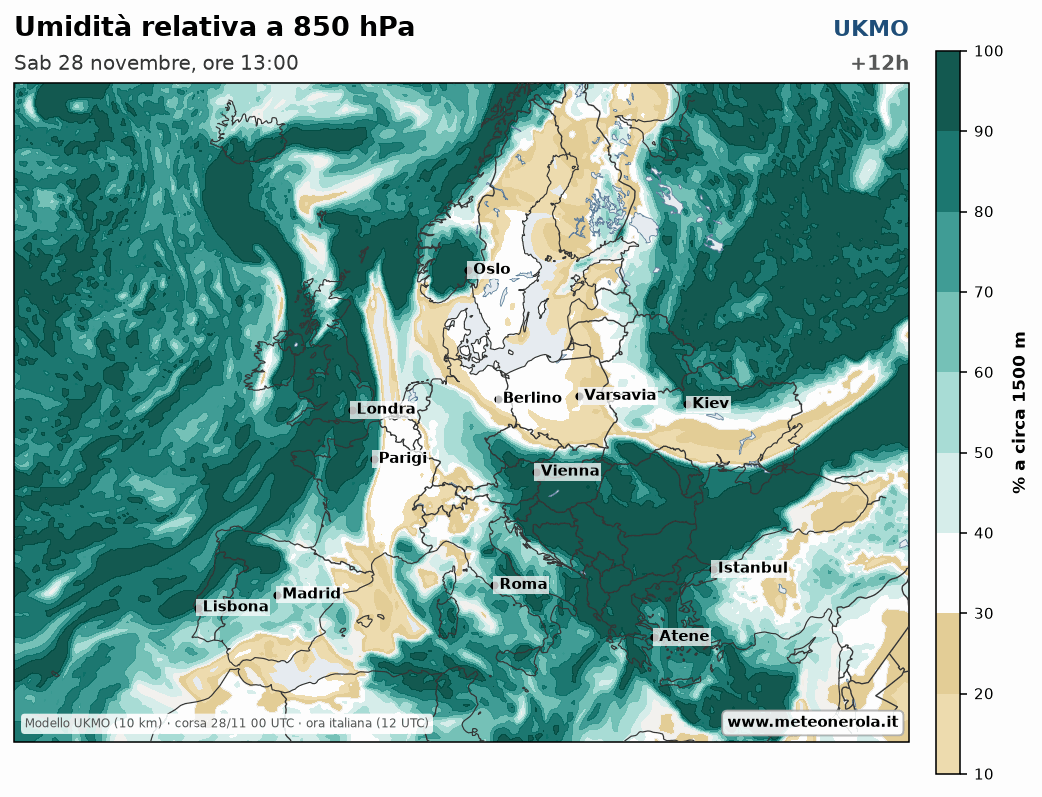 Umidità relativa a 850 hPa
UKMO
Sab 28 novembre, ore 13:00
+12h
100
90
80
70
60
50
40
30
20
10
% a circa 1500 m
Oslo
Berlino
Varsavia
Kiev
Londra
Parigi
Vienna
Istanbul
Roma
Madrid
Lisbona
Atene
Modello UKMO (10 km) · corsa 28/11 00 UTC · ora italiana (12 UTC)
www.meteonerola.it